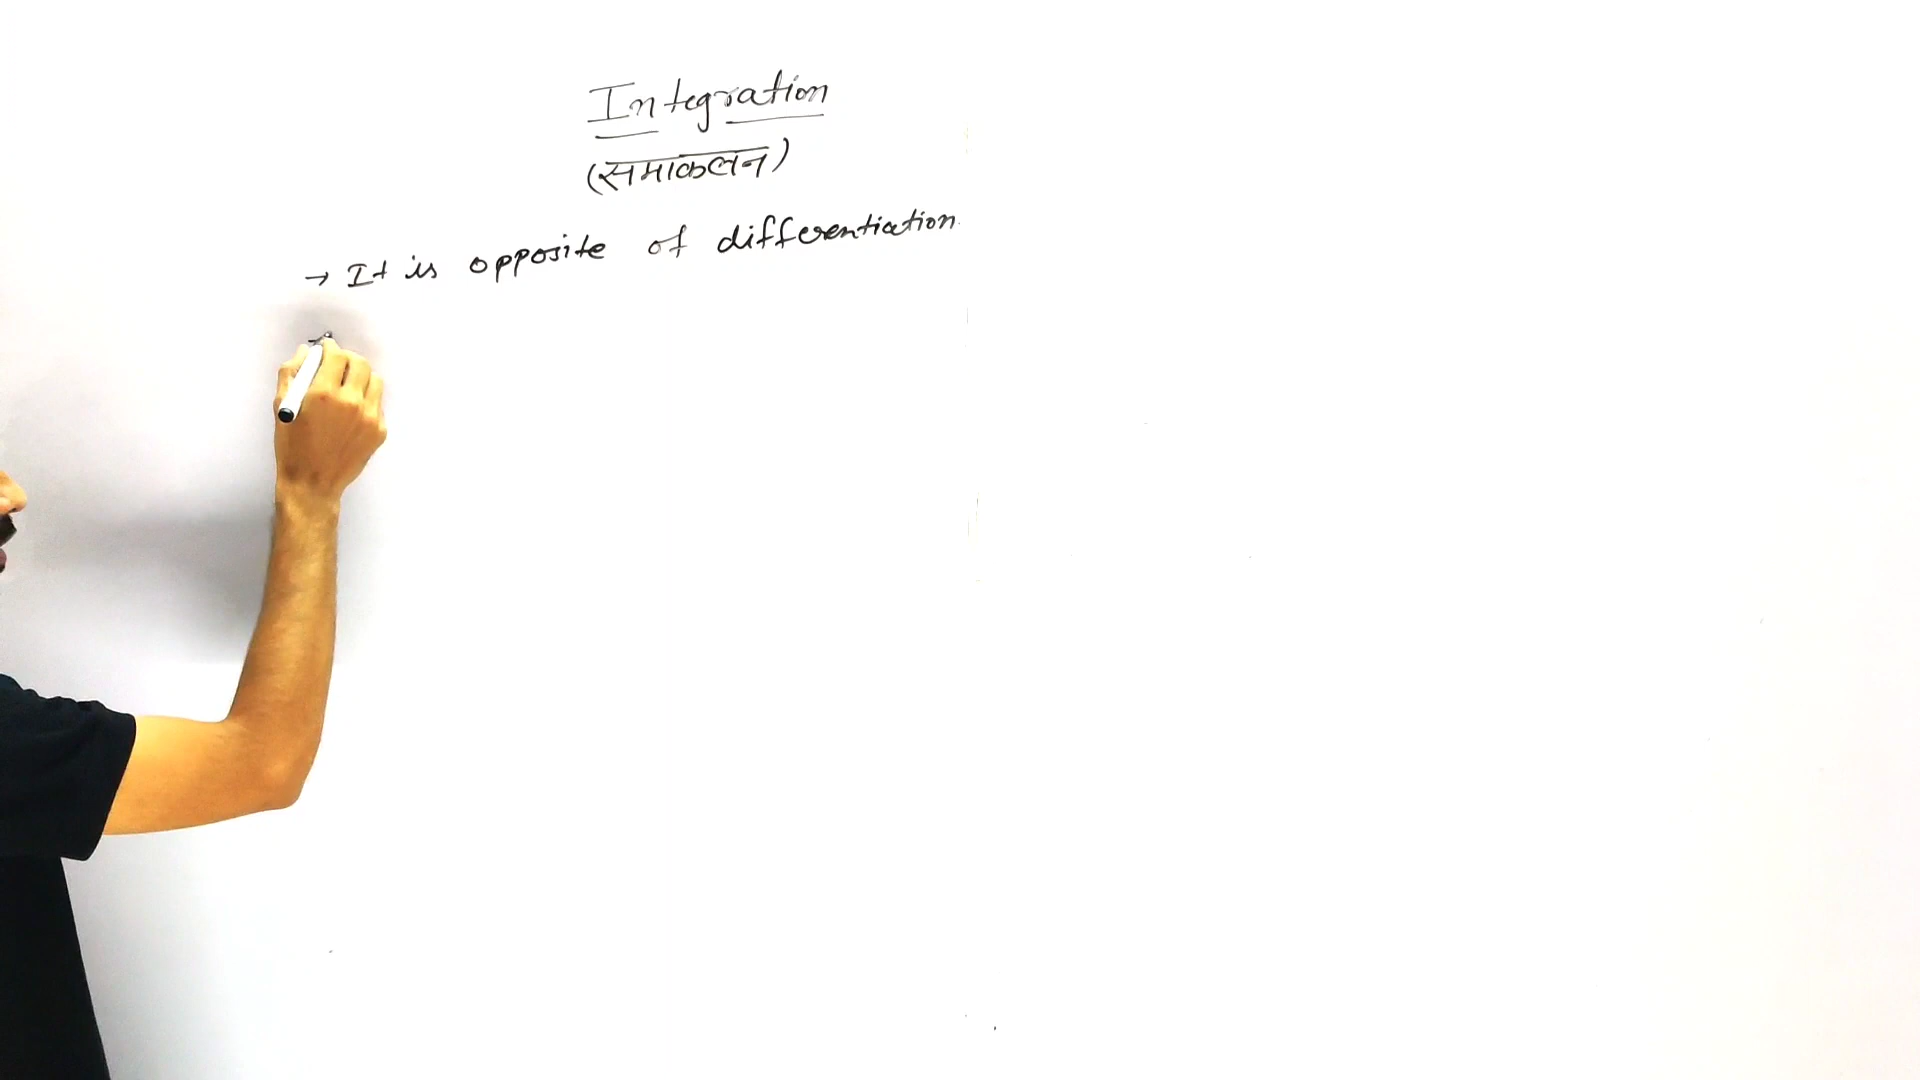 Integration
(समाकलन)
→ It is opposite of differentiation.